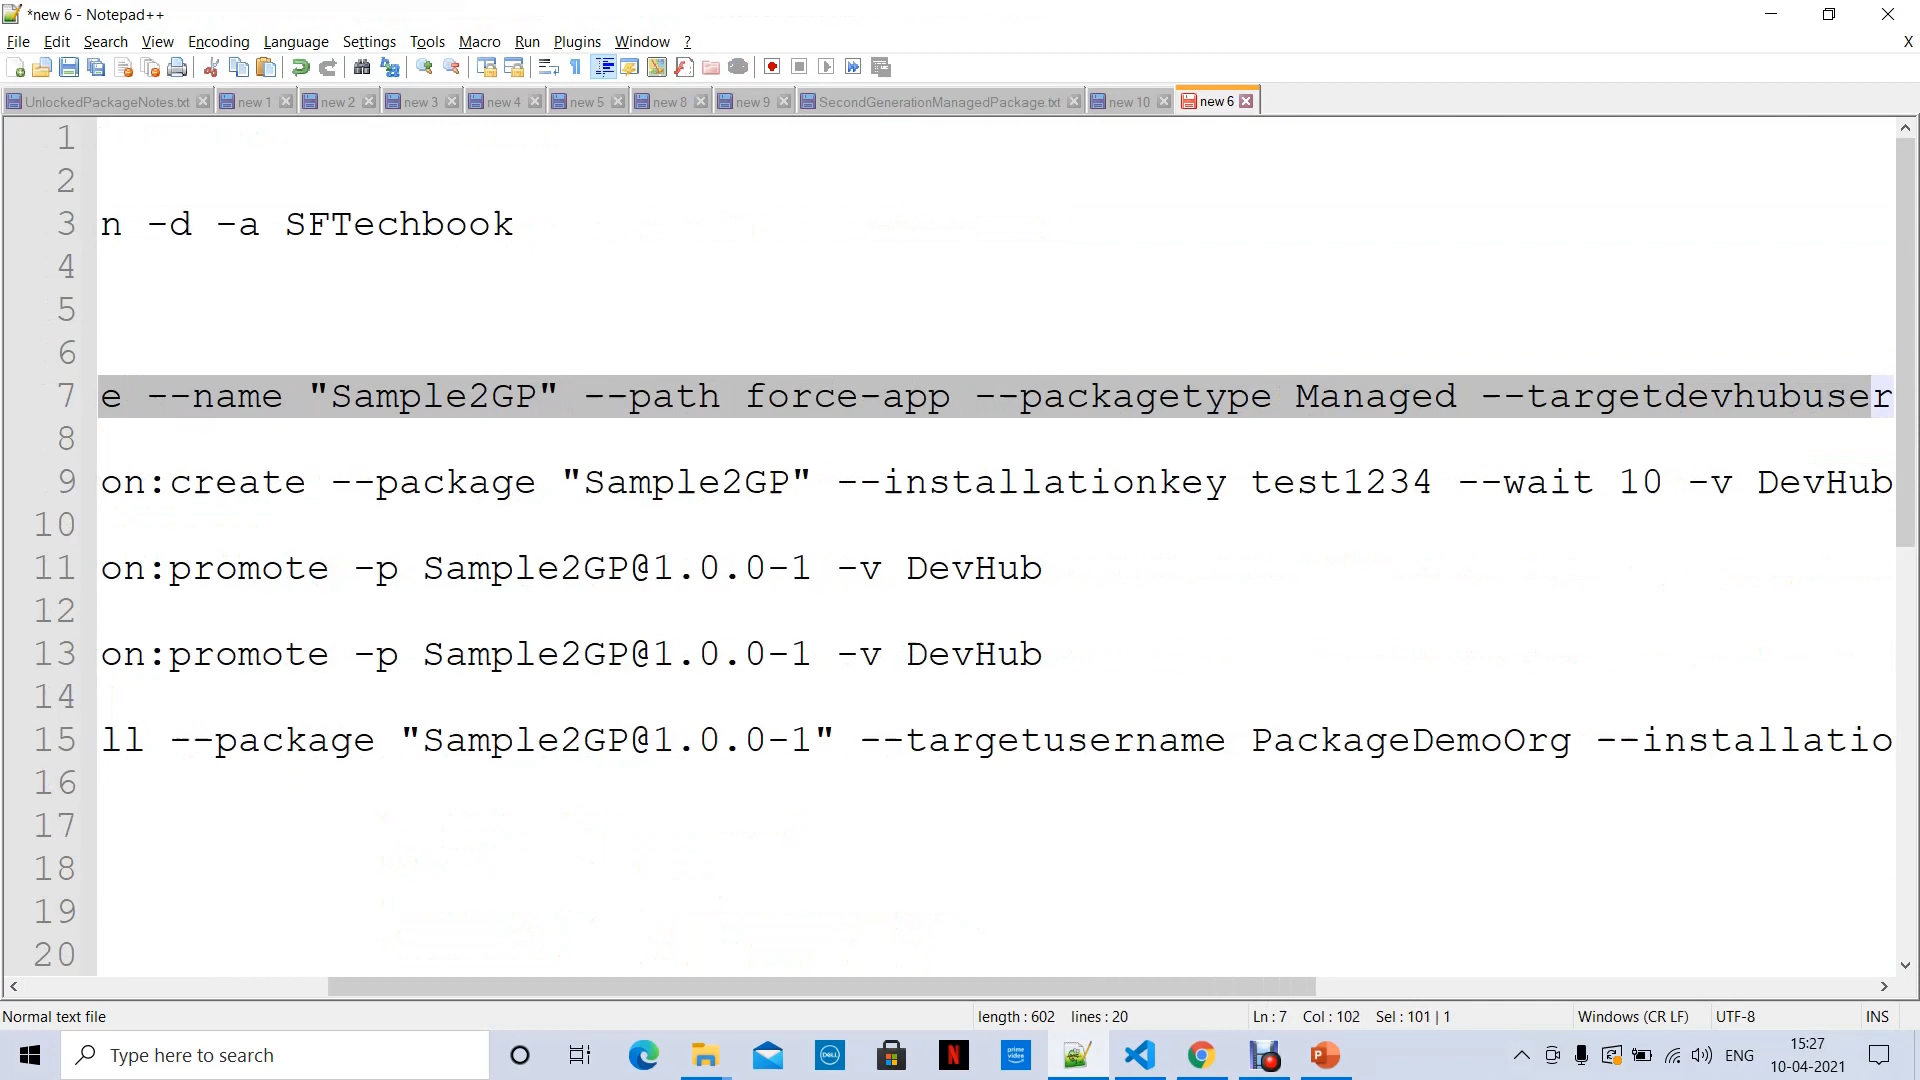 *new 6 - Notepad++
File Edit Search View Encoding Language Settings Tools Macro Run Plugins Window ? X
UnlockedPackageNotes.txt new 1 new 2 new 3 new 4 new 5 new 8 new 9 SecondGenerationManagedPackage.txt new 10 new 6
1
2
3 n -d -a SFTechbook
4
5
6
7 e --name "Sample2GP" --path force-app --packagetype Managed --targetdevhubuser
8
9 on:create --package "Sample2GP" --installationkey test1234 --wait 10 -v DevHub
10
11 on:promote -p Sample2GP@1.0.0-1 -v DevHub
12
13 on:promote -p Sample2GP@1.0.0-1 -v DevHub
14
15 ll --package "Sample2GP@1.0.0-1" --targetusername PackageDemoOrg --installatio
16
17
18
19
20
Normal text file length : 602 lines : 20 Ln : 7 Col : 102 Sel : 101 | 1 Windows (CR LF) UTF-8 INS
Type here to search DELL N prime video P ENG 15:27
10-04-2021